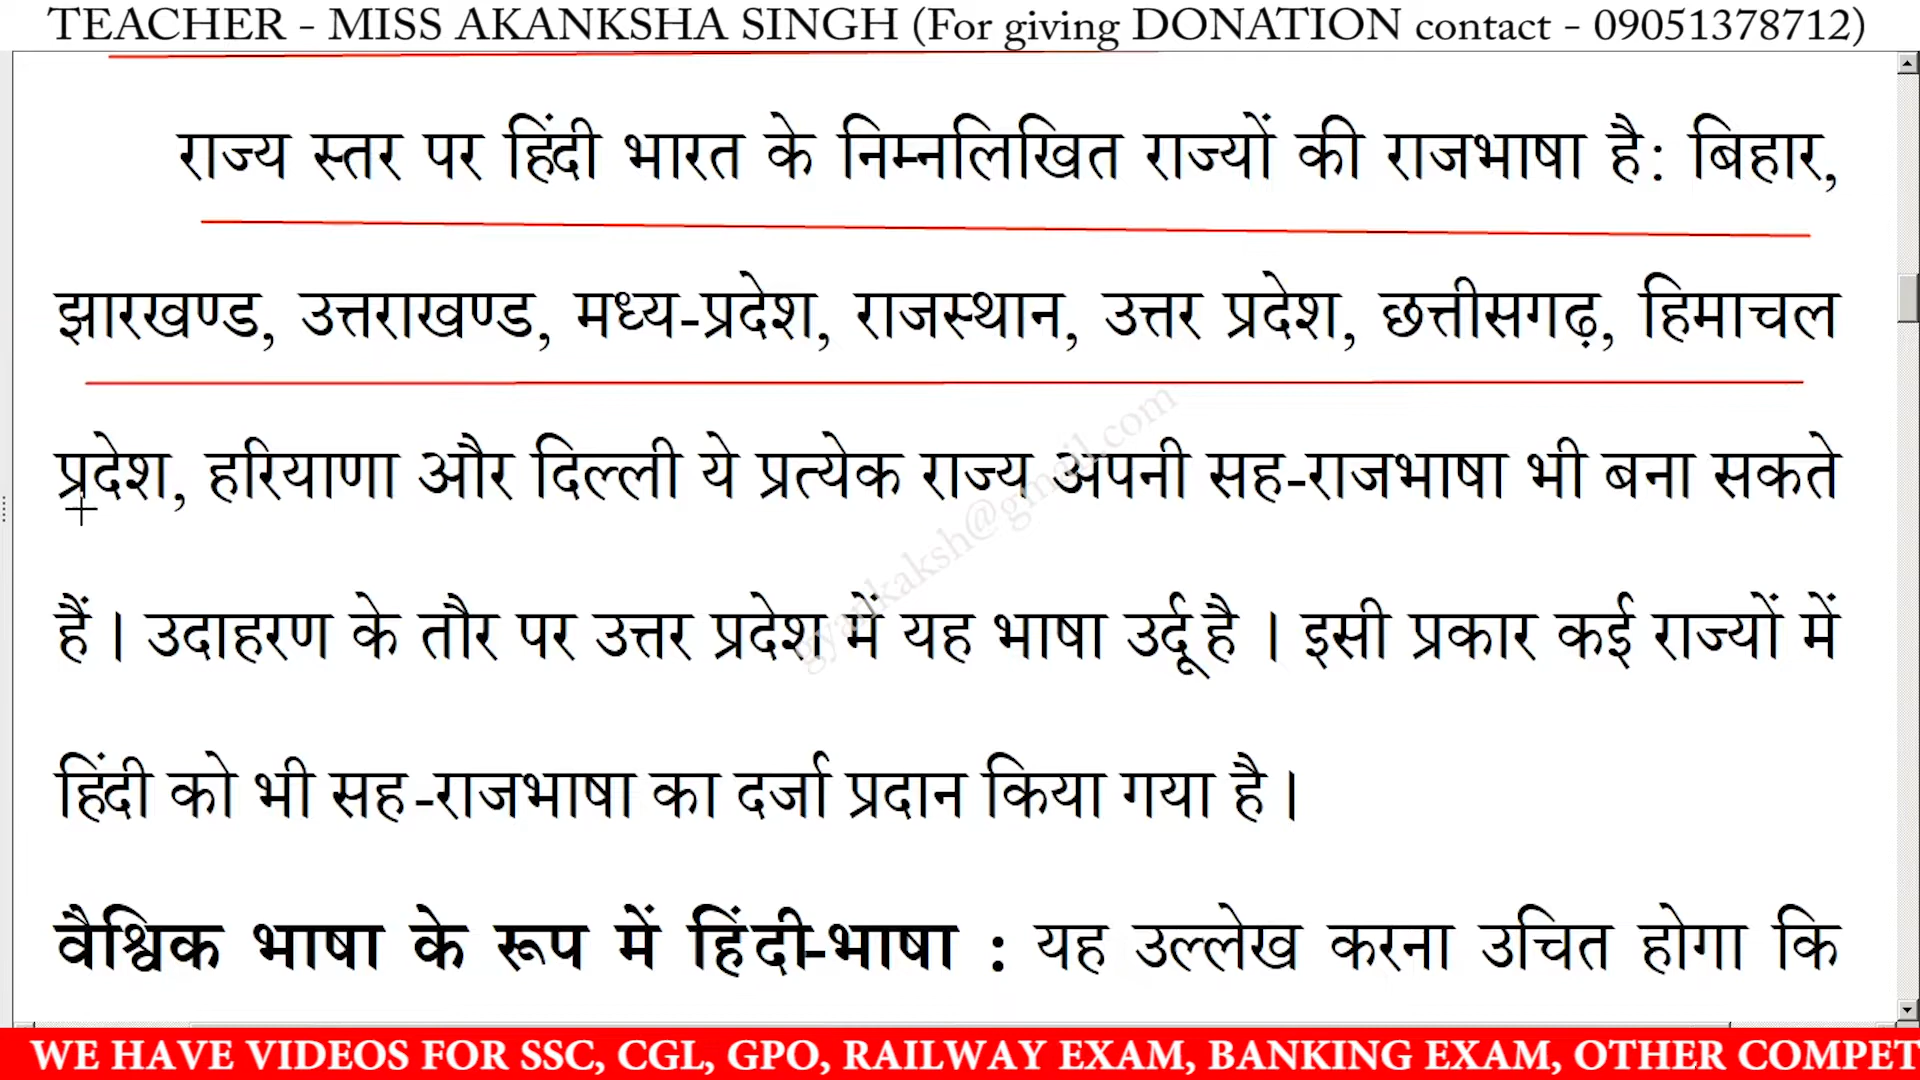 TEACHER - MISS AKANKSHA SINGH (For giving DONATION contact - 09051378712)
राज्य स्तर पर हिंदी भारत के निम्नलिखित राज्यों की राजभाषा है: बिहार,
झारखण्ड, उत्तराखण्ड, मध्य-प्रदेश, राजस्थान, उत्तर प्रदेश, छत्तीसगढ़, हिमाचल
प्रदेश, हरियाणा और दिल्ली ये प्रत्येक राज्य अपनी सह-राजभाषा भी बना सकते
हैं। उदाहरण के तौर पर उत्तर प्रदेश में यह भाषा उर्दू है। इसी प्रकार कई राज्यों में
हिंदी को भी सह-राजभाषा का दर्जा प्रदान किया गया है।
वैश्विक भाषा के रूप में हिंदी-भाषा : यह उल्लेख करना उचित होगा कि
gyankaksh@gmail.com
WE HAVE VIDEOS FOR SSC, CGL, GPO, RAILWAY EXAM, BANKING EXAM, OTHER COMPET